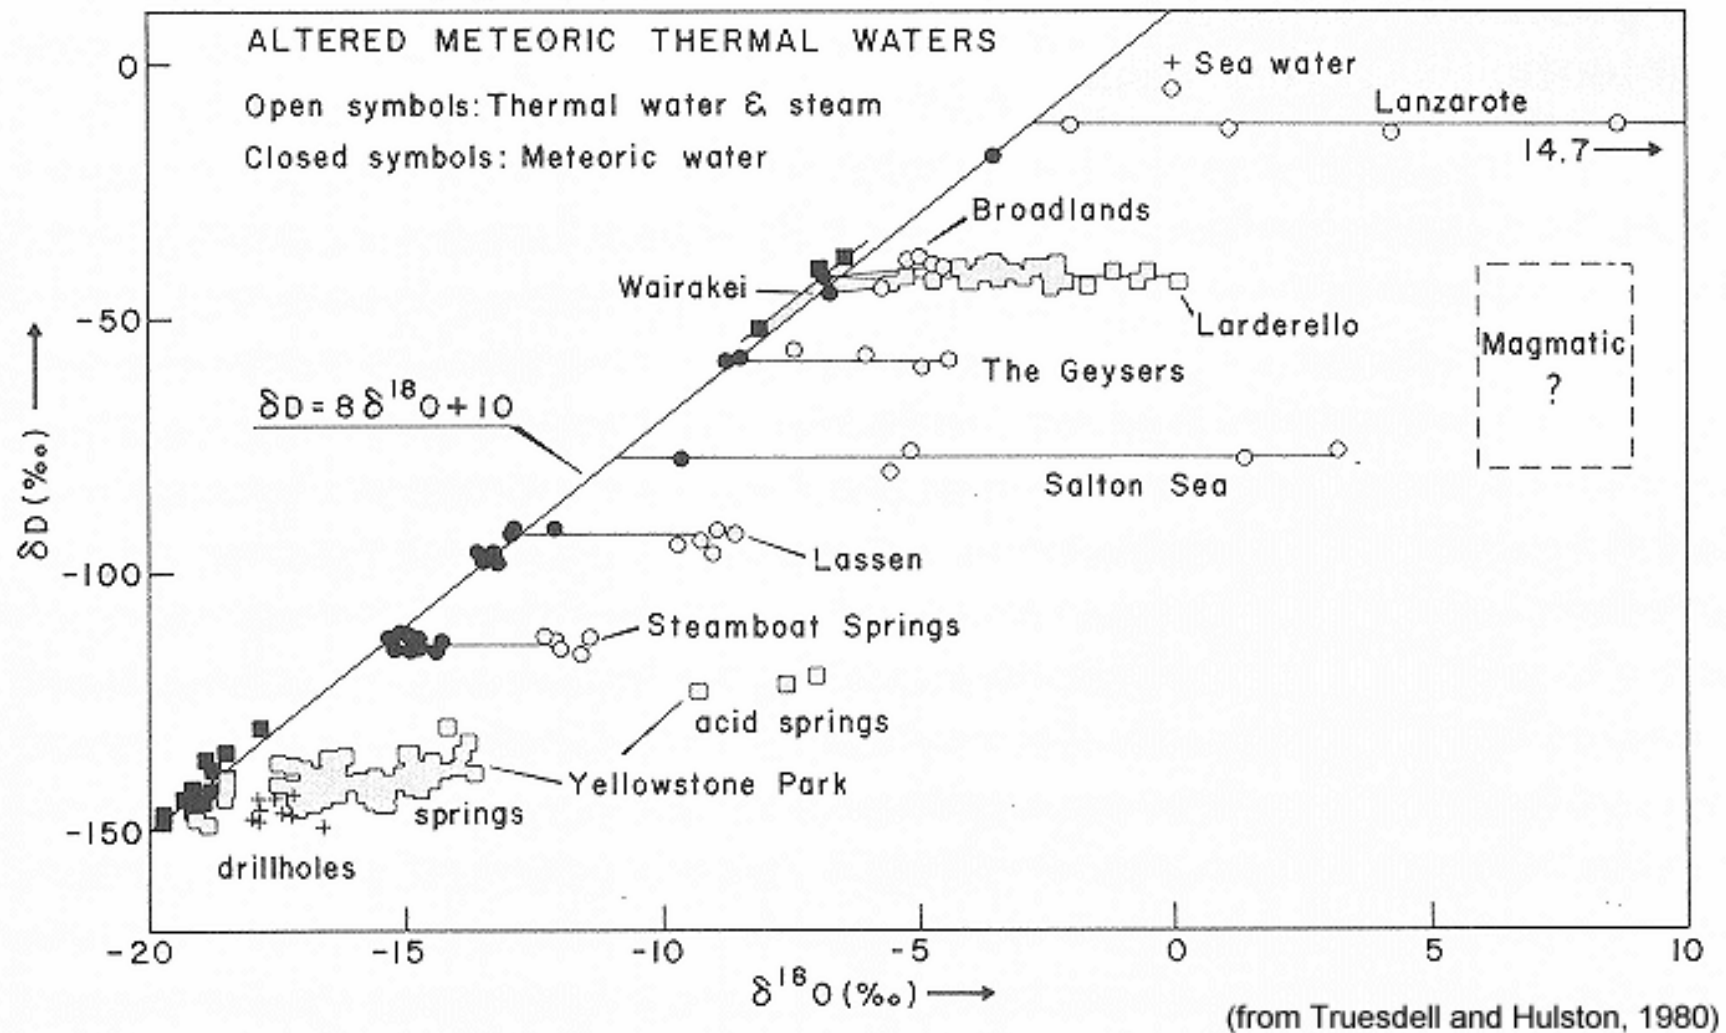 ALTERED METEORIC THERMAL WATERS
Open symbols: Thermal water & steam
Closed symbols: Meteoric water
+ Sea water
Lanzarote
14.7
Broadlands
Wairakei
Larderello
Magmatic
?
The Geysers
δD = 8 δ¹⁸O + 10
Salton Sea
Lassen
Steamboat Springs
acid springs
Yellowstone Park
springs
drillholes
0
-50
-100
-150
δD (‰)
-20
-15
-10
-5
0
5
10
δ¹⁸O (‰)
(from Truesdell and Hulston, 1980)